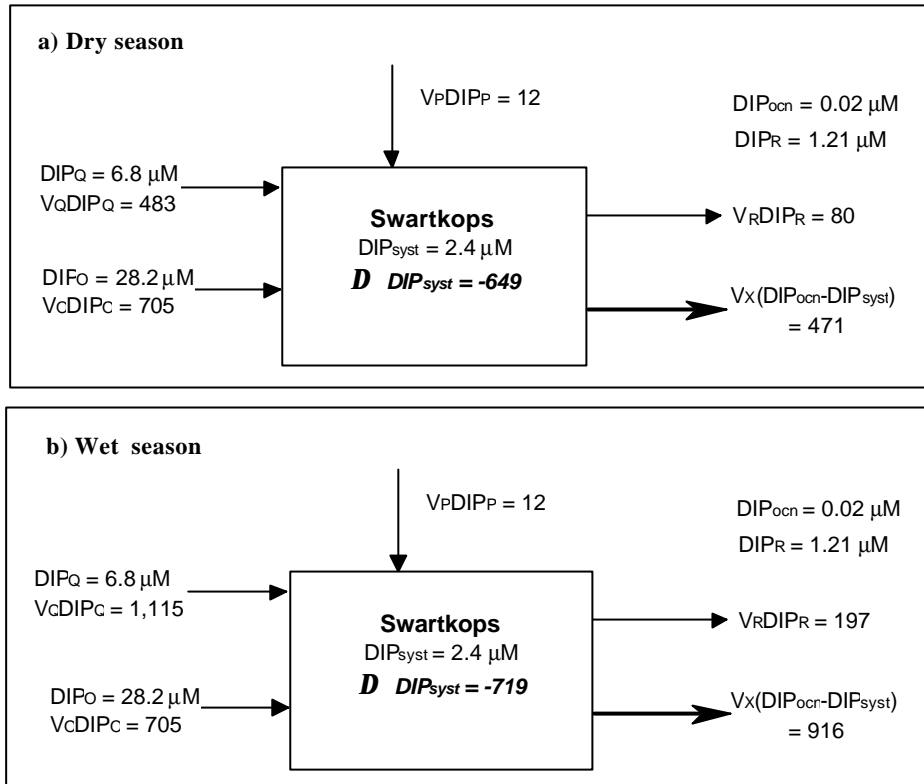 a) Dry season
VPDIPP = 12
DIPocn = 0.02 µM
DIPR = 1.21 µM
DIPQ = 6.8 µM
VQDIPQ = 483
Swartkops
DIPsyst = 2.4 µM
D DIPsyst = -649
VRDIPR = 80
DIPO = 28.2 µM
VODIPO = 705
VX(DIPocn-DIPsyst)
= 471
b) Wet season
VPDIPP = 12
DIPocn = 0.02 µM
DIPR = 1.21 µM
DIPQ = 6.8 µM
VQDIPQ = 1,115
Swartkops
DIPsyst = 2.4 µM
D DIPsyst = -719
VRDIPR = 197
DIPO = 28.2 µM
VODIPO = 705
VX(DIPocn-DIPsyst)
= 916